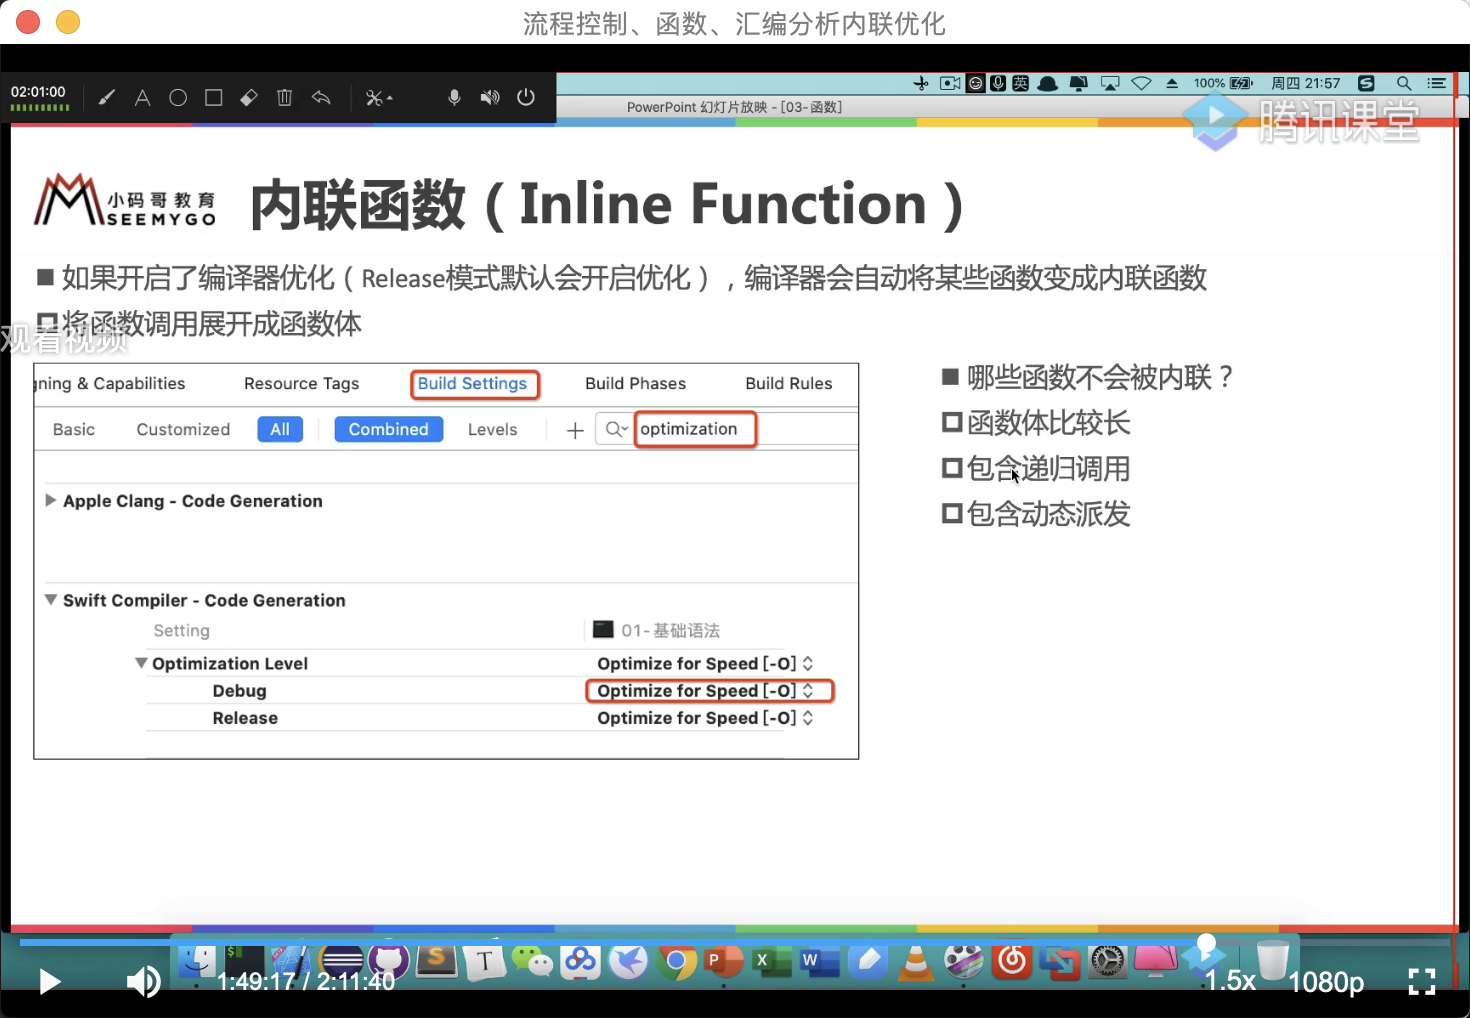 流程控制、函数、汇编分析内联优化
02:01:00
英
100%
周四 21:57
PowerPoint 幻灯片放映 - [03-函数]
腾讯课堂
小码哥教育
SEEMYGO
内联函数（Inline Function）
如果开启了编译器优化（Release模式默认会开启优化），编译器会自动将某些函数变成内联函数
将函数调用展开成函数体
观看视频
gning & Capabilities
Resource Tags
Build Settings
Build Phases
Build Rules
Basic
Customized
All
Combined
Levels
optimization
Apple Clang - Code Generation
Swift Compiler - Code Generation
Setting
01-基础语法
Optimization Level
Optimize for Speed [-O]
Debug
Optimize for Speed [-O]
Release
Optimize for Speed [-O]
哪些函数不会被内联？
函数体比较长
包含递归调用
包含动态派发
1:49:17 / 2:11:40
1.5x
1080p